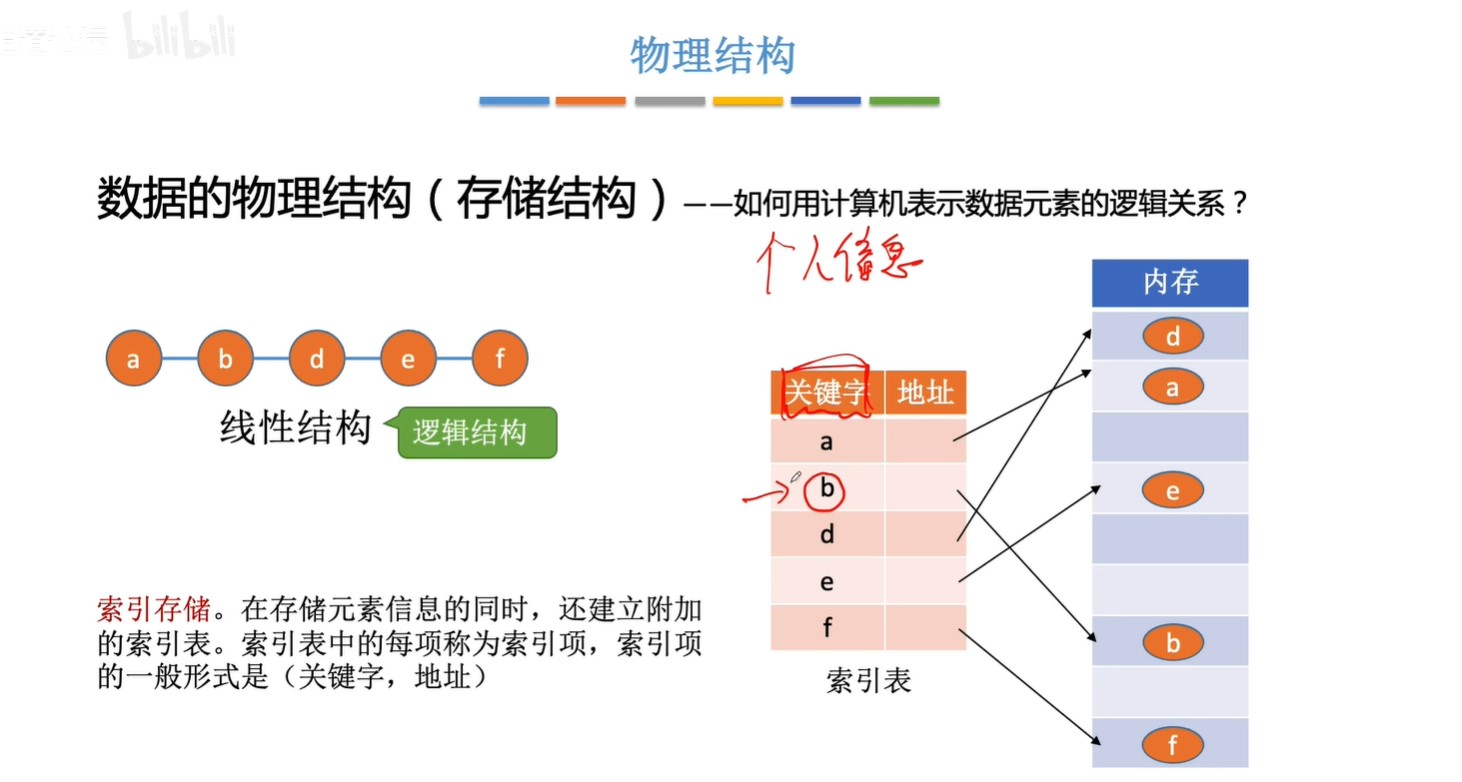 bilibili
物理结构
数据的物理结构（存储结构）——如何用计算机表示数据元素的逻辑关系？
个人信息
内存
d
a
e
b
f
a b d e f
线性结构 逻辑结构
关键字 地址
a
b
d
e
f
索引表
索引存储。在存储元素信息的同时，还建立附加
的索引表。索引表中的每项称为索引项，索引项
的一般形式是（关键字，地址）